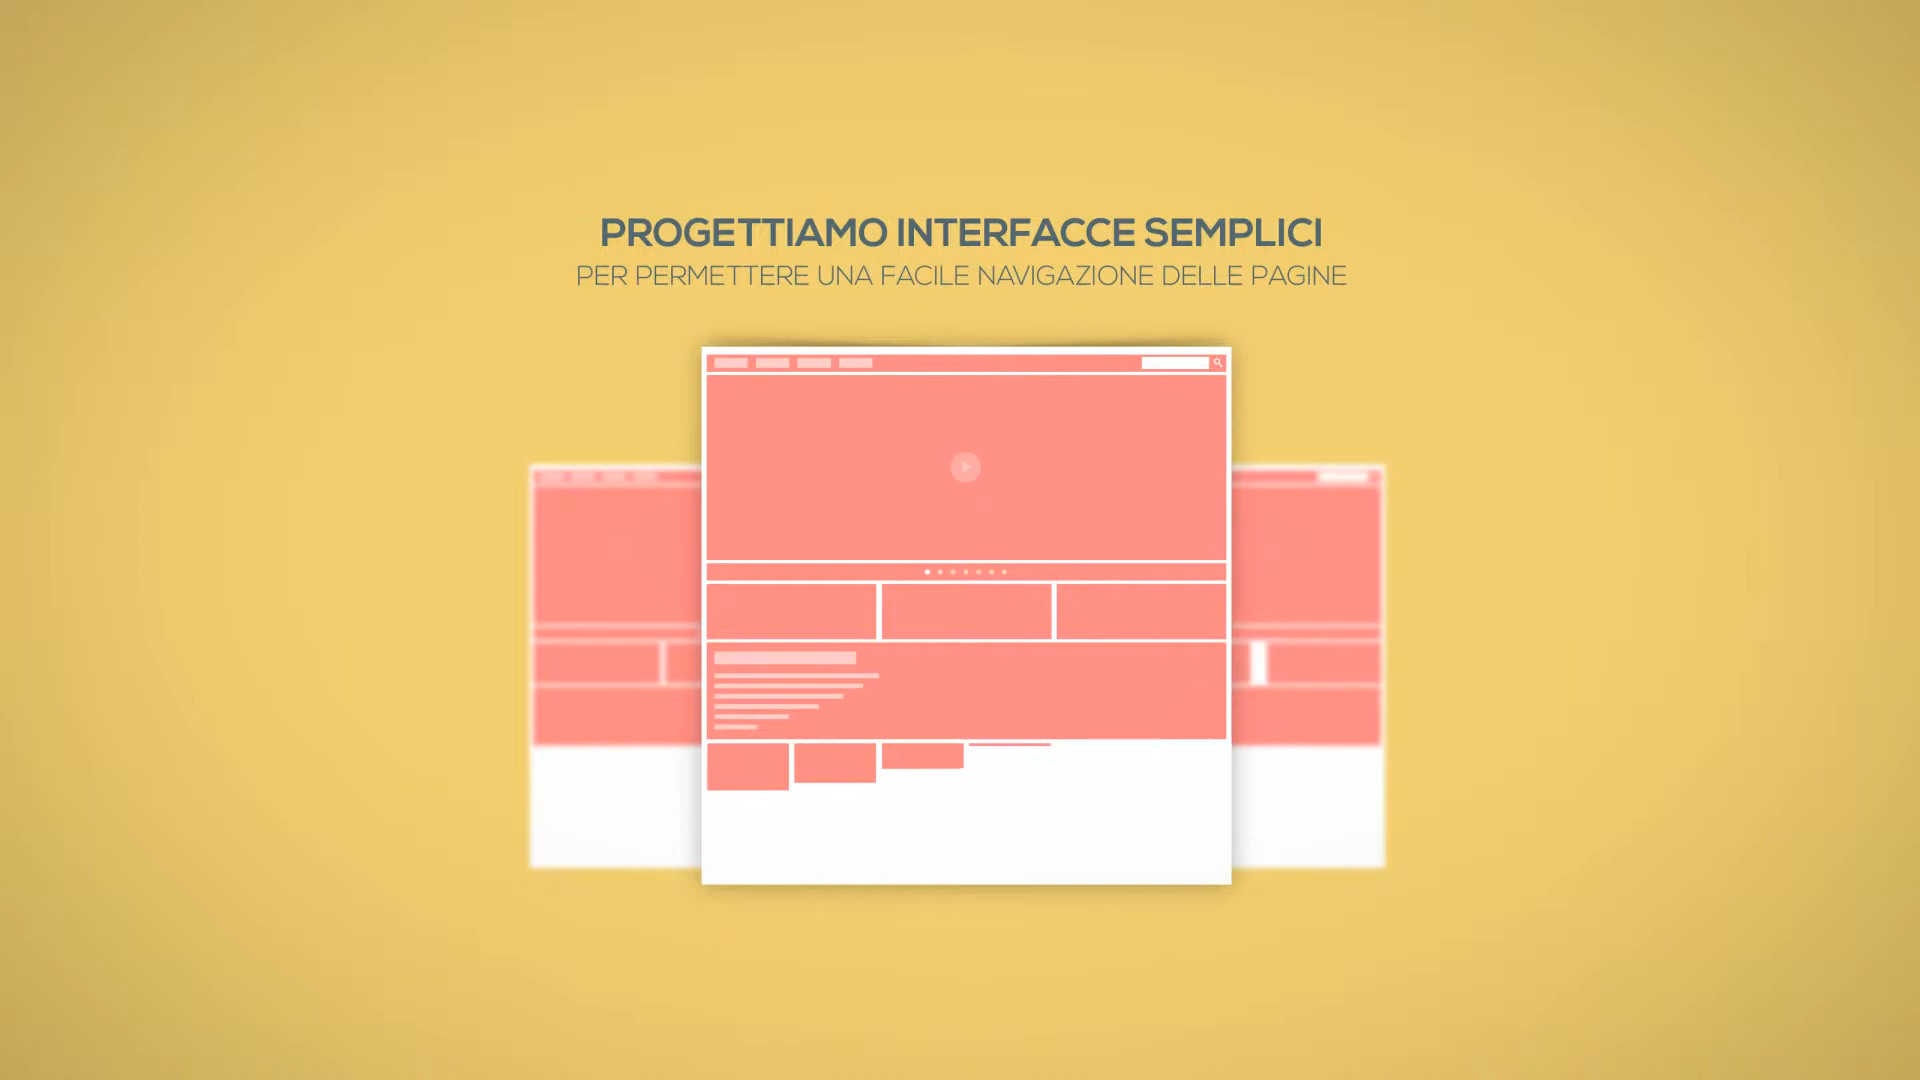 PROGETTIAMO INTERFACCE SEMPLICI
PER PERMETTERE UNA FACILE NAVIGAZIONE DELLE PAGINE